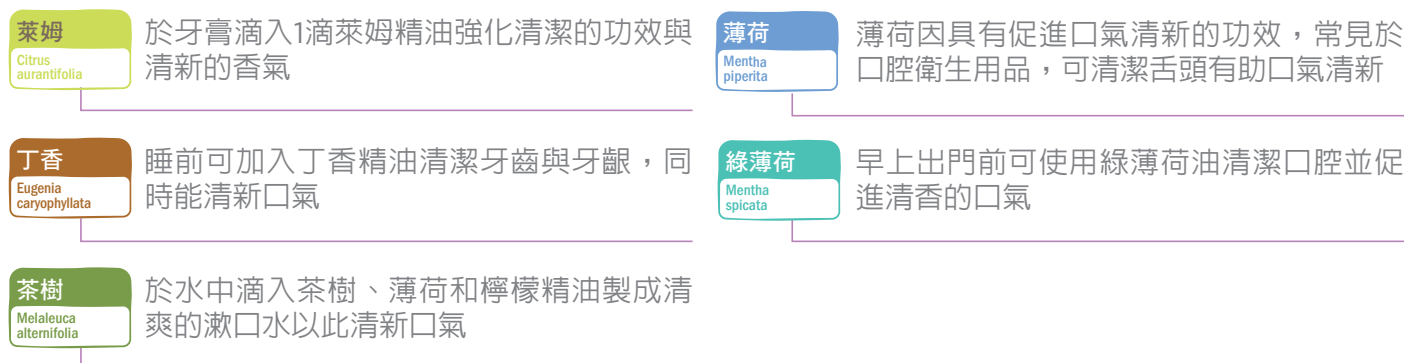 萊姆
Citrus
aurantifolia
於牙膏滴入1滴萊姆精油強化清潔的功效與
清新的香氣
丁香
Eugenia
caryophyllata
睡前可加入丁香精油清潔牙齒與牙齦，同
時能清新口氣
茶樹
Melaleuca
alternifolia
於水中滴入茶樹、薄荷和檸檬精油製成清
爽的漱口水以此清新口氣
薄荷
Mentha
piperita
薄荷因具有促進口氣清新的功效，常見於
口腔衛生用品，可清潔舌頭有助口氣清新
綠薄荷
Mentha
spicata
早上出門前可使用綠薄荷油清潔口腔並促
進清香的口氣